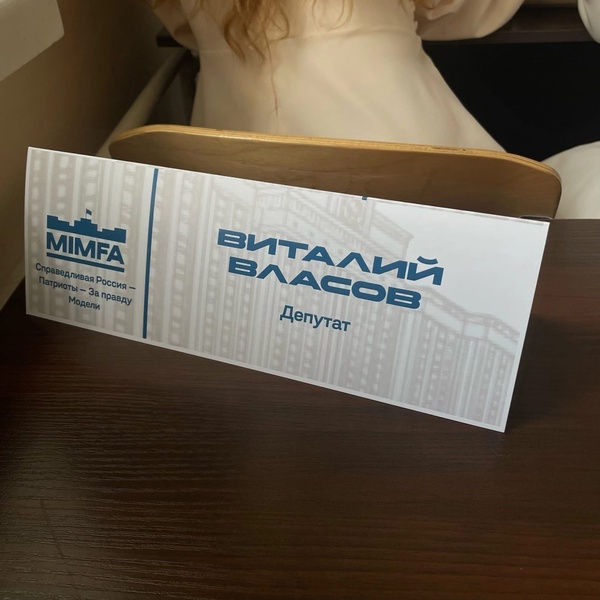 MIMFA
Справедливая Россия –
Патриоты – За правду
Модели
ВИТАЛИЙ
ВЛАСОВ
Депутат